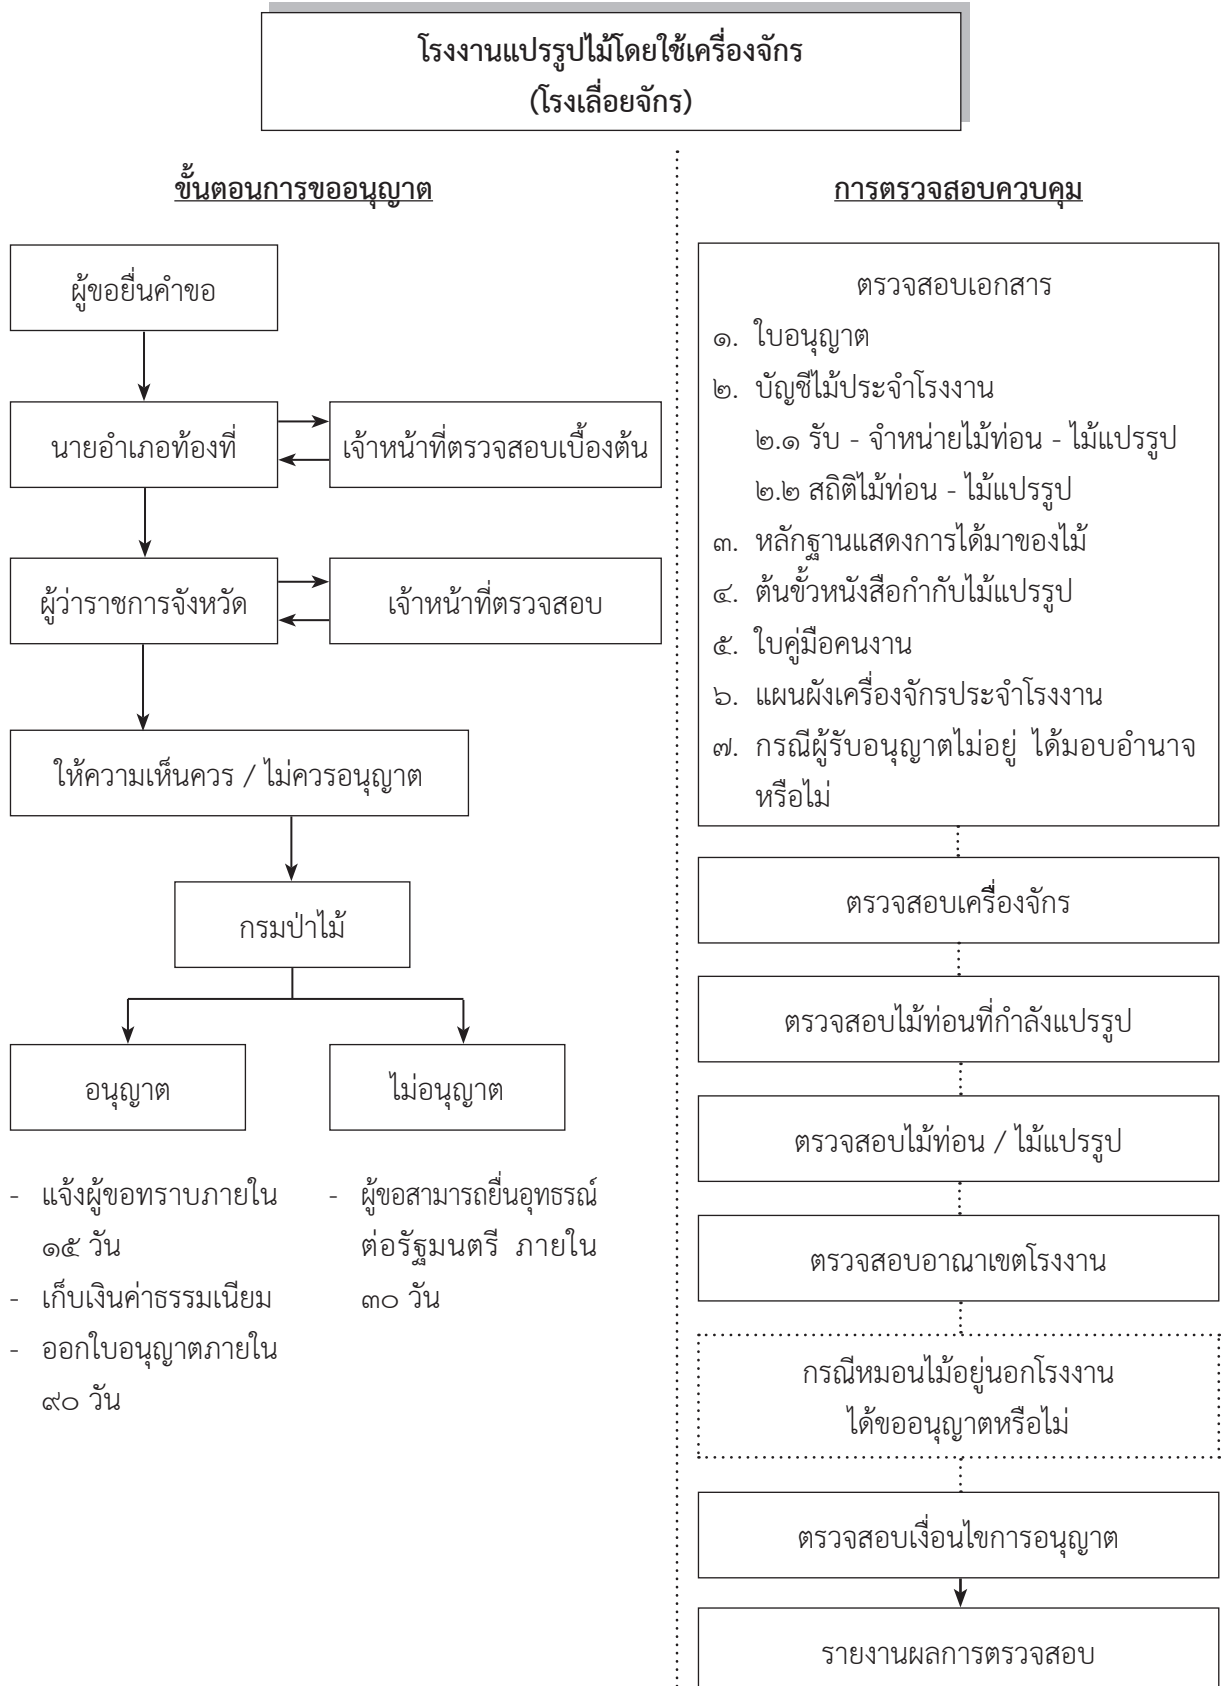 โรงงานแปรรูปไม้โดยใช้เครื่องจักร
(โรงเลื่อยจักร)
ขั้นตอนการขออนุญาต
ผู้ขอยื่นคำขอ
นายอำเภอท้องที่
เจ้าหน้าที่ตรวจสอบเบื้องต้น
ผู้ว่าราชการจังหวัด
เจ้าหน้าที่ตรวจสอบ
ให้ความเห็นควร / ไม่ควรอนุญาต
กรมป่าไม้
อนุญาต
ไม่อนุญาต
- แจ้งผู้ขอทราบภายใน
๑๕ วัน
- เก็บเงินค่าธรรมเนียม
- ออกใบอนุญาตภายใน
๙๐ วัน
- ผู้ขอสามารถยื่นอุทธรณ์
ต่อรัฐมนตรี ภายใน
๓๐ วัน
การตรวจสอบควบคุม
ตรวจสอบเอกสาร
๑. ใบอนุญาต
๒. บัญชีไม้ประจำโรงงาน
๒.๑ รับ - จำหน่ายไม้ท่อน - ไม้แปรรูป
๒.๒ สถิติไม้ท่อน - ไม้แปรรูป
๓. หลักฐานแสดงการได้มาของไม้
๔. ต้นขั้วหนังสือกำกับไม้แปรรูป
๕. ใบคู่มือคนงาน
๖. แผนผังเครื่องจักรประจำโรงงาน
๗. กรณีผู้รับอนุญาตไม่อยู่ ได้มอบอำนาจ
หรือไม่
ตรวจสอบเครื่องจักร
ตรวจสอบไม้ท่อนที่กำลังแปรรูป
ตรวจสอบไม้ท่อน / ไม้แปรรูป
ตรวจสอบอาณาเขตโรงงาน
กรณีหมอนไม้อยู่นอกโรงงาน
ได้ขออนุญาตหรือไม่
ตรวจสอบเงื่อนไขการอนุญาต
รายงานผลการตรวจสอบ